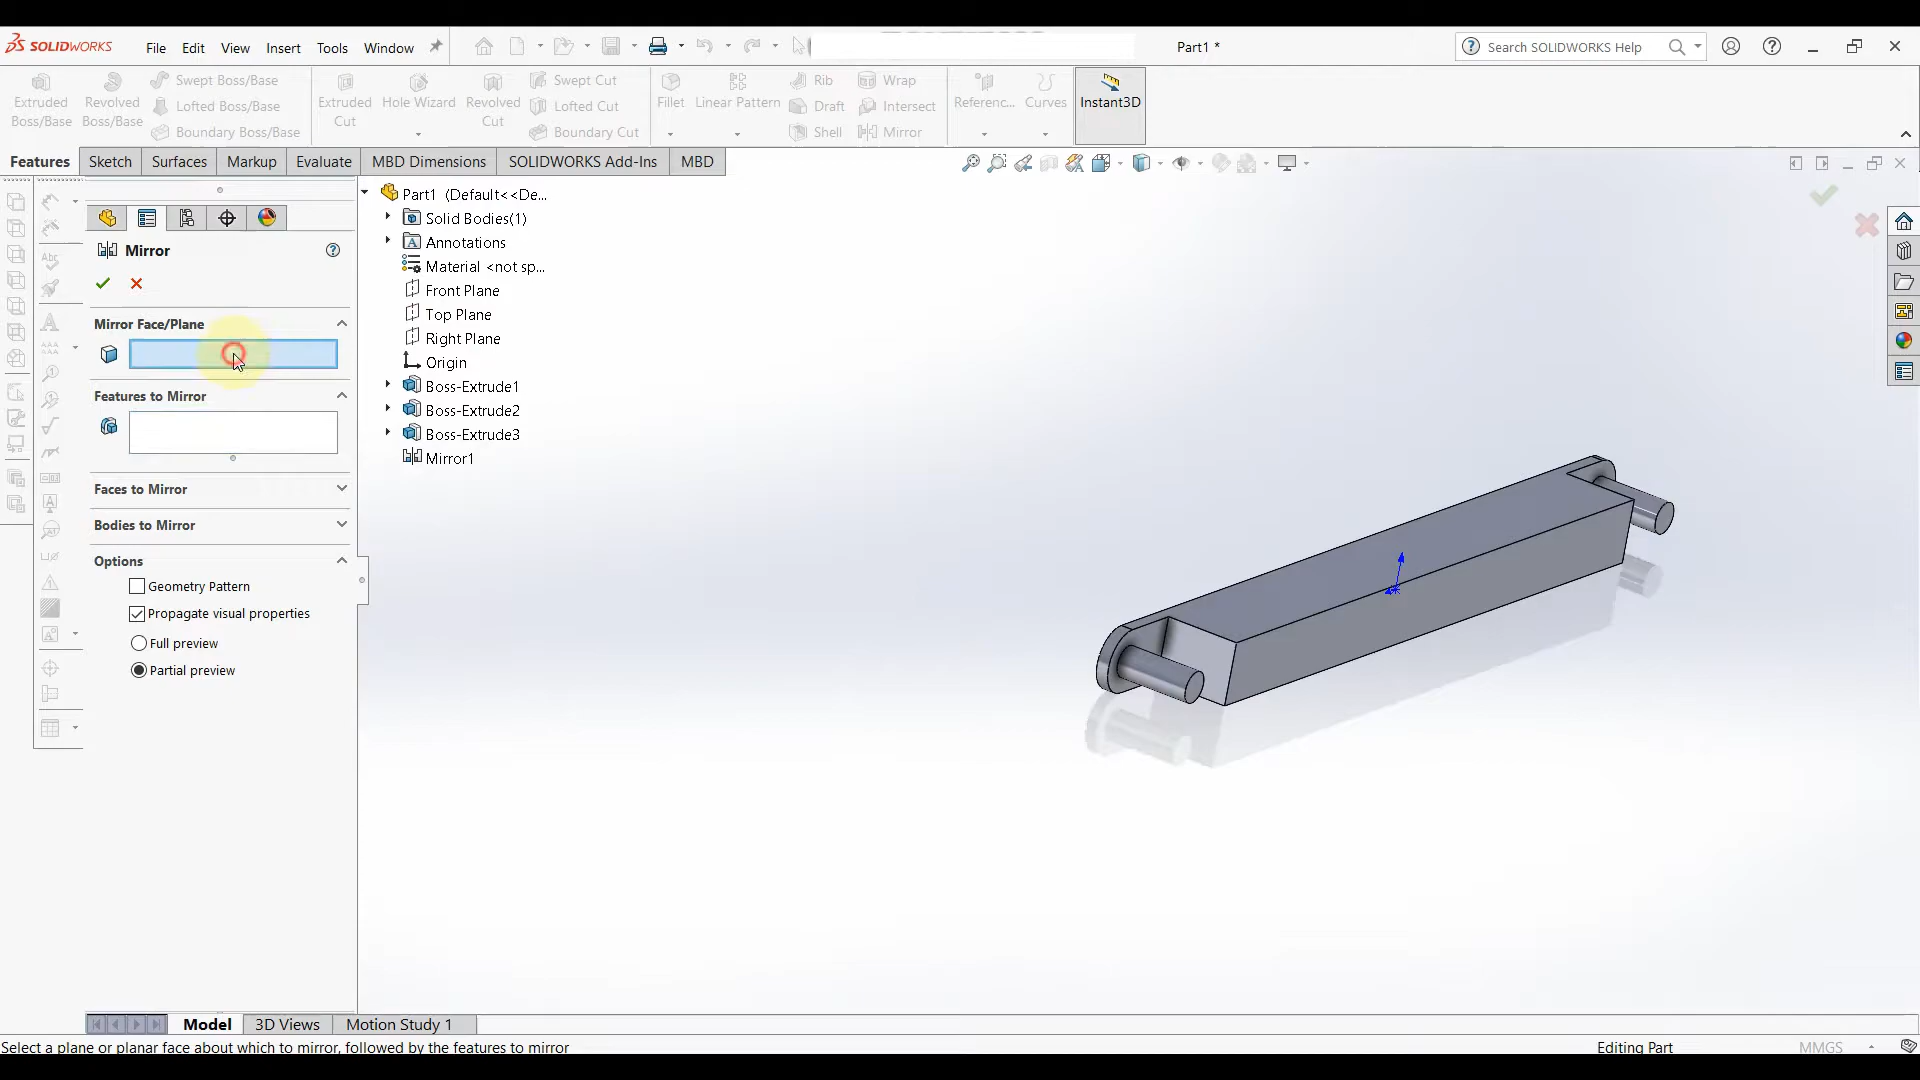 SOLIDWORKS File Edit View Insert Tools Window Part1 * Search SOLIDWORKS Help
Extruded Boss/Base
Revolved Boss/Base
Swept Boss/Base
Lofted Boss/Base
Boundary Boss/Base
Extruded Cut
Hole Wizard
Revolved Cut
Swept Cut
Lofted Cut
Boundary Cut
Fillet
Linear Pattern
Rib
Draft
Shell
Wrap
Intersect
Mirror
Referenc...
Curves
Instant3D
Features Sketch Surfaces Markup Evaluate MBD Dimensions SOLIDWORKS Add-Ins MBD
Mirror
Mirror Face/Plane
Features to Mirror
Faces to Mirror
Bodies to Mirror
Options
Geometry Pattern
Propagate visual properties
Full preview
Partial preview
Part1 (Default<<De...
Solid Bodies(1)
Annotations
Material <not sp...
Front Plane
Top Plane
Right Plane
Origin
Boss-Extrude1
Boss-Extrude2
Boss-Extrude3
Mirror1
Model 3D Views Motion Study 1
Select a plane or planar face about which to mirror, followed by the features to mirror Editing Part MMGS